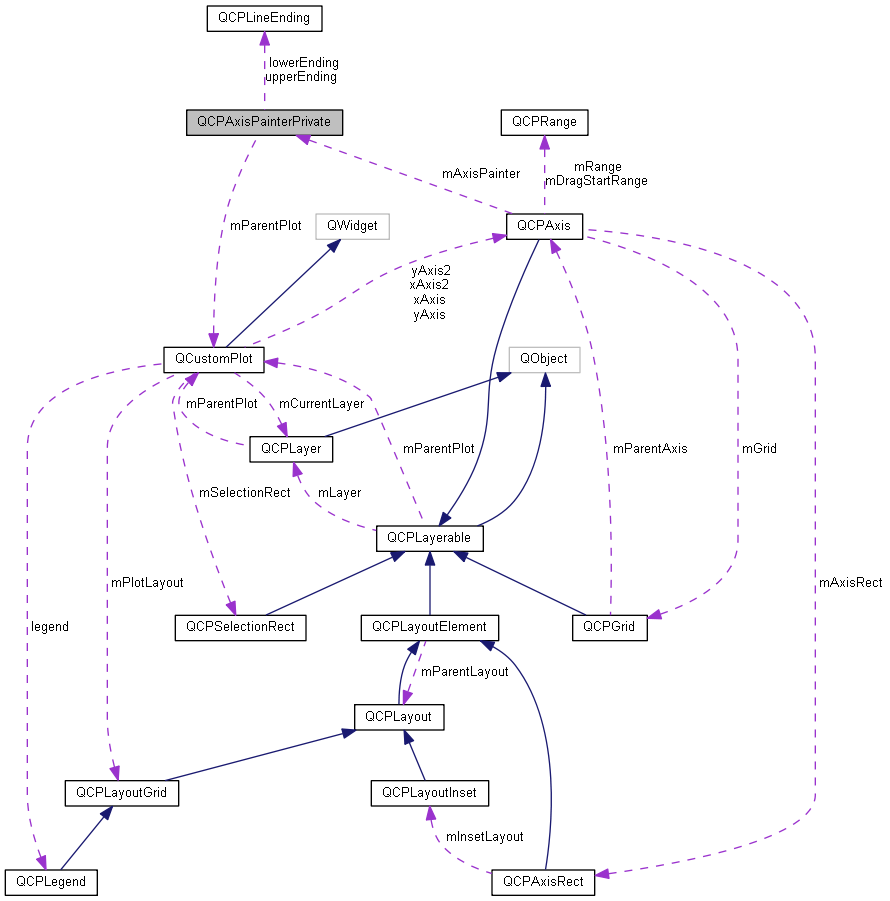 QCPLineEnding
lowerEnding
upperEnding
QCPAxisPainterPrivate
QCPRange
mAxisPainter
mRange
mDragStartRange
mParentPlot
QWidget
QCPAxis
yAxis2
xAxis2
xAxis
yAxis
QCustomPlot
QObject
mParentPlot
mCurrentLayer
QCPLayer
mParentPlot
mParentAxis
mGrid
mSelectionRect
mLayer
QCPLayerable
mPlotLayout
mAxisRect
legend
QCPSelectionRect
QCPLayoutElement
QCPGrid
mParentLayout
QCPLayout
QCPLayoutGrid
QCPLayoutInset
mInsetLayout
QCPLegend
QCPAxisRect